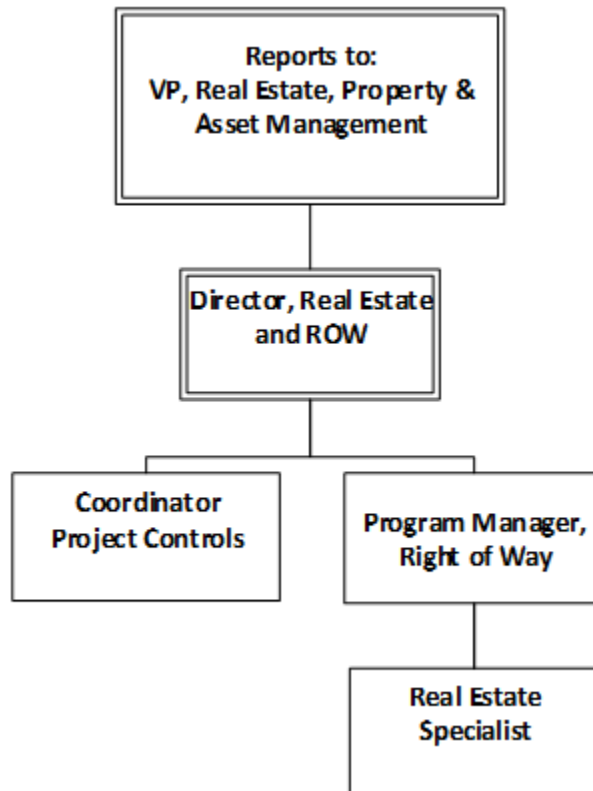 Reports to:
VP, Real Estate, Property &
Asset Management
Director, Real Estate
and ROW
Coordinator
Project Controls
Program Manager,
Right of Way
Real Estate
Specialist